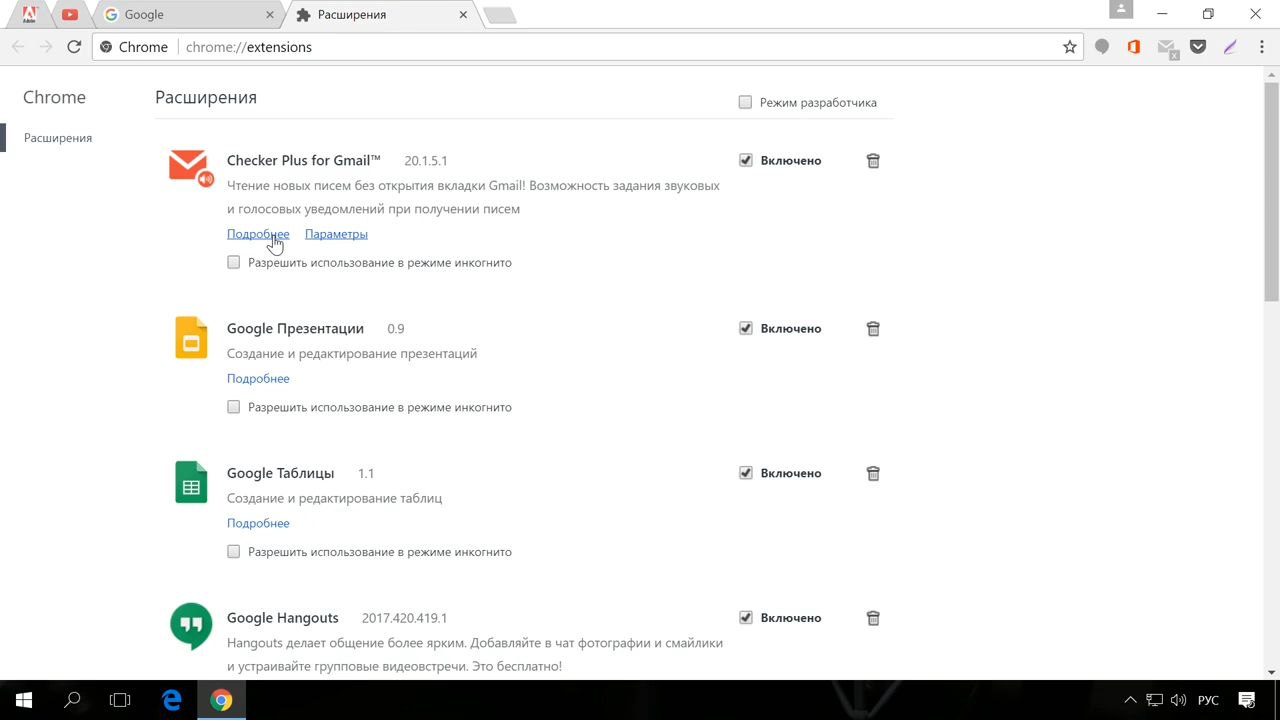 Adobe
Google
Расширения
Chrome
chrome://extensions
x
Chrome
Расширения
Режим разработчика
Расширения
Checker Plus for Gmail™ 20.1.5.1
Включено
Чтение новых писем без открытия вкладки Gmail! Возможность задания звуковых
и голосовых уведомлений при получении писем
Подробнее Параметры
Разрешить использование в режиме инкогнито
Google Презентации 0.9
Включено
Создание и редактирование презентаций
Подробнее
Разрешить использование в режиме инкогнито
Google Таблицы 1.1
Включено
Создание и редактирование таблиц
Подробнее
Разрешить использование в режиме инкогнито
Google Hangouts 2017.420.419.1
Включено
Hangouts делает общение более ярким. Добавляйте в чат фотографии и смайлики
и устраивайте групповые видеовстречи. Это бесплатно!
РУС